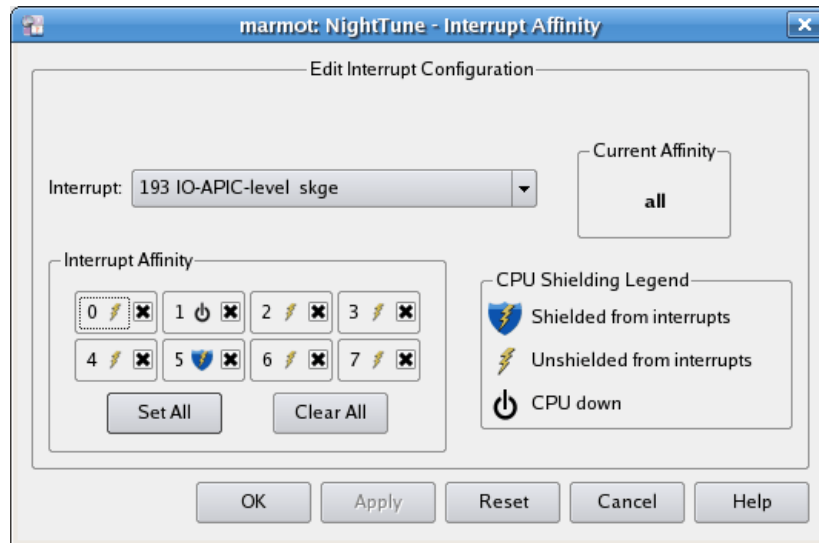 marmot: NightTune - Interrupt Affinity
Edit Interrupt Configuration
Current Affinity
Interrupt: 193 IO-APIC-level skge
all
Interrupt Affinity
CPU Shielding Legend
0 1 2 3
Shielded from interrupts
4 5 6 7
Unshielded from interrupts
Set All Clear All
CPU down
OK Apply Reset Cancel Help